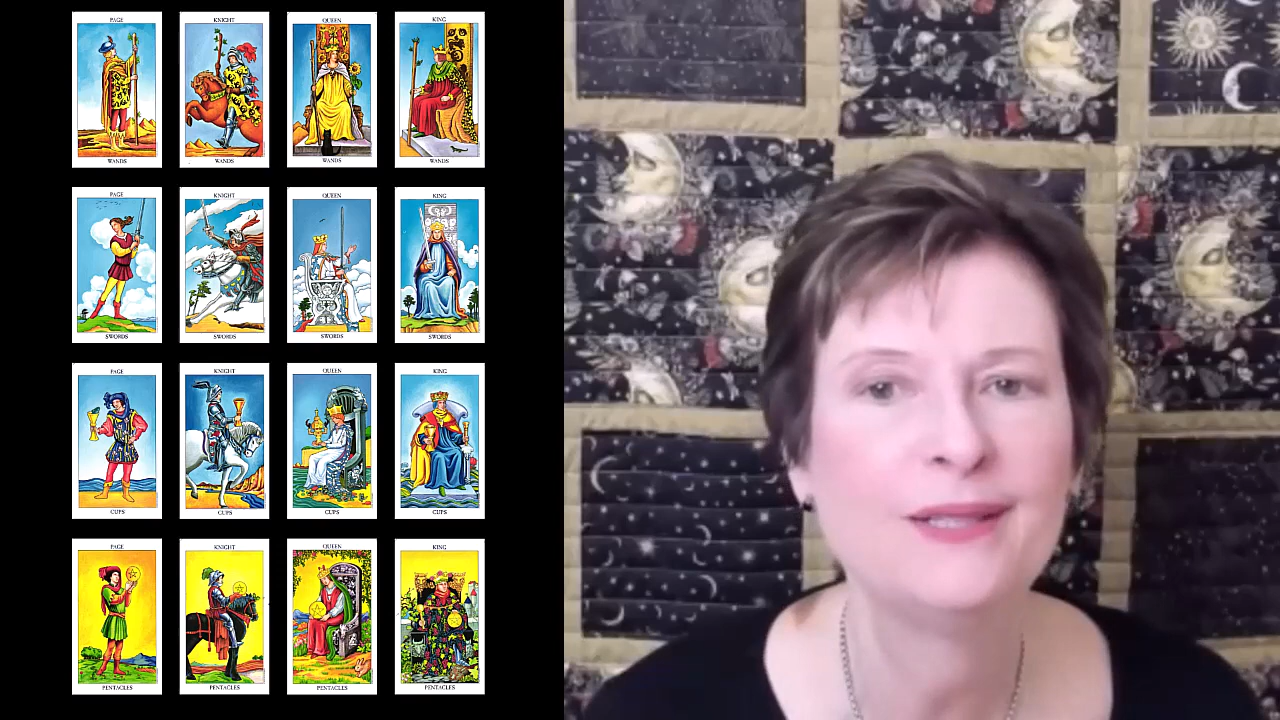 PAGE
KNIGHT
QUEEN
KING
WANDS
WANDS
WANDS
WANDS
PAGE
KNIGHT
QUEEN
KING
SWORDS
SWORDS
SWORDS
SWORDS
PAGE
KNIGHT
QUEEN
KING
CUPS
CUPS
CUPS
CUPS
PAGE
KNIGHT
QUEEN
KING
PENTACLES
PENTACLES
PENTACLES
PENTACLES